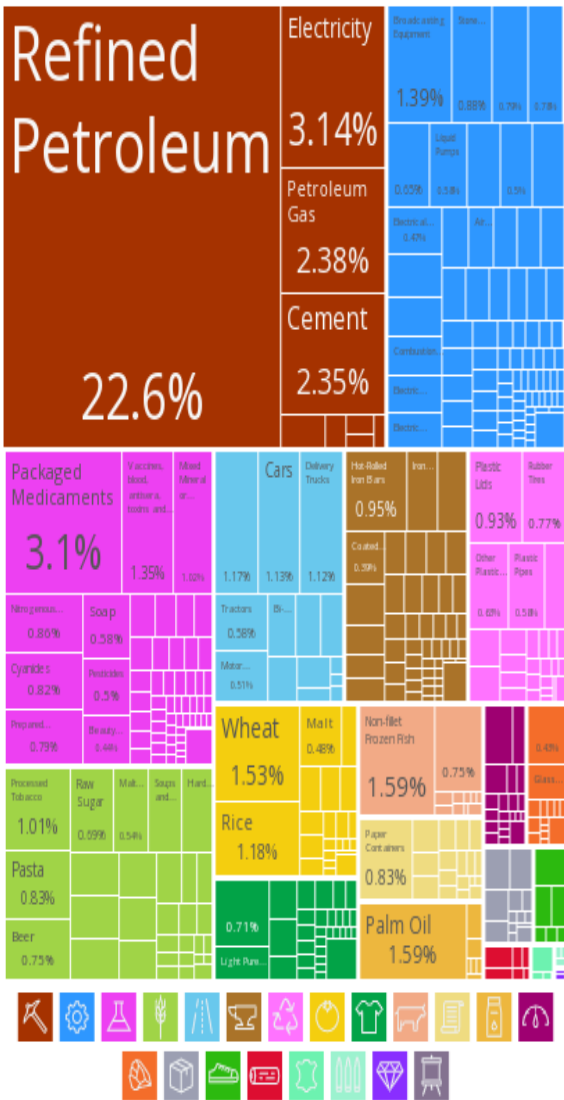 Refined
Petroleum
22.6%
Electricity
3.14%
Petroleum
Gas
2.38%
Cement
2.35%
Broadcasting
Equipment
1.39%
Stone...
0.88%
0.79%
0.65%
Liquid
Pumps
0.5%
Electrical...
0.47%
Air...
Combustion...
Electric...
Electric...
Packaged
Medicaments
3.1%
Vaccines,
blood,
antisera,
toxins and...
1.35%
Mixed
Mineral
or...
1.02%
Nitrogenous...
0.86%
Soap
0.58%
Cyanides
0.82%
Pesticides
0.5%
Prepared...
0.79%
Beauty...
0.44%
1.17%
Cars
1.13%
Delivery
Trucks
1.12%
Tractors
0.58%
Bi-...
Motor...
0.51%
Hot-Rolled
Iron Bars
0.95%
Iron...
Coated...
0.59%
Plastic
Lids
0.93%
Rubber
Tires
0.77%
Other
Plastic...
Plastic
Pipes
0.58%
Wheat
1.53%
Malt
0.48%
Rice
1.18%
Non-fillet
Frozen Fish
1.59%
0.75%
0.43%
Glass...
Processed
Tobacco
1.01%
Raw
Sugar
0.69%
Malt...
0.54%
Soups
and...
Hard...
Pasta
0.83%
Beer
0.75%
0.71%
Light Pure...
Paper
Containers
0.83%
Palm Oil
1.59%